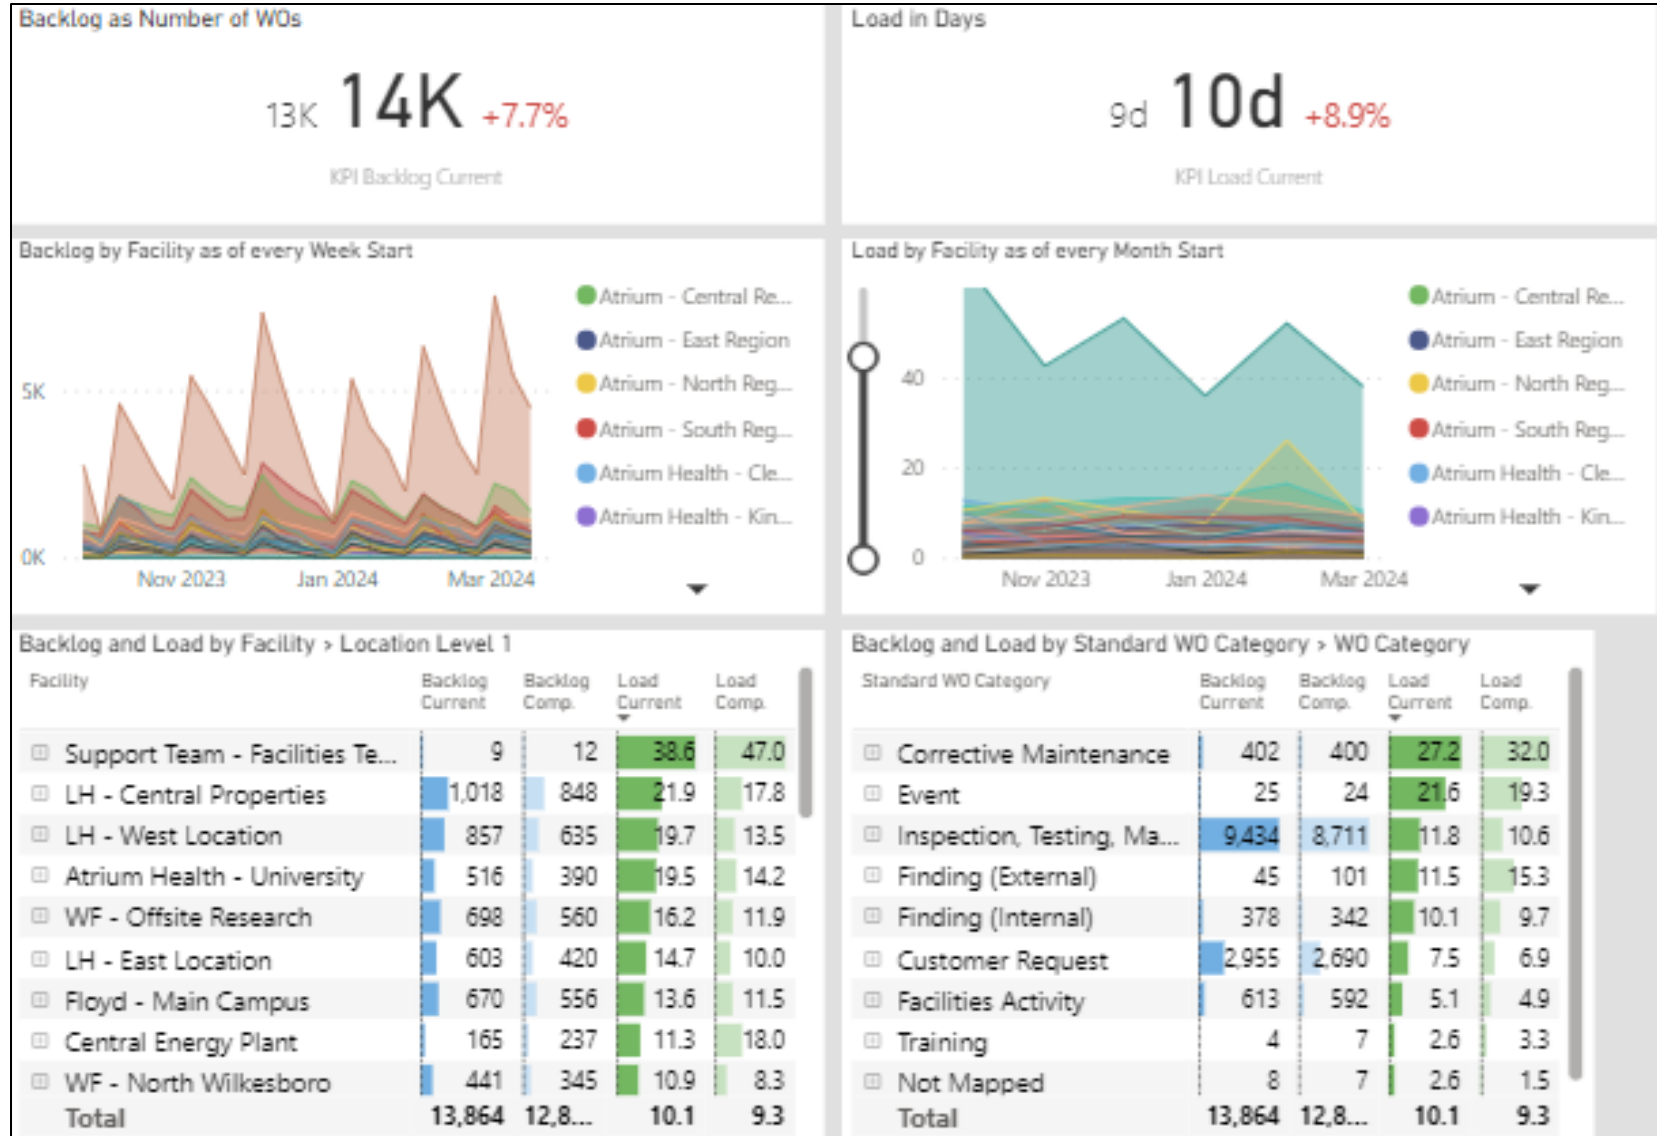 Backlog as Number of WOs
13K 14K +7.7%
KPI Backlog Current
Load in Days
9d 10d +8.9%
KPI Load Current
Backlog by Facility as of every Week Start
5K
0K
Nov 2023 Jan 2024 Mar 2024
Atrium - Central Re...
Atrium - East Region
Atrium - North Reg...
Atrium - South Reg...
Atrium Health - Cle...
Atrium Health - Kin...
Load by Facility as of every Month Start
40
20
0
Nov 2023 Jan 2024 Mar 2024
Atrium - Central Re...
Atrium - East Region
Atrium - North Reg...
Atrium - South Reg...
Atrium Health - Cle...
Atrium Health - Kin...
Backlog and Load by Facility > Location Level 1
Facility Backlog Current Backlog Comp. Load Current Load Comp.
Support Team - Facilities Te... 9 12 38.6 47.0
LH - Central Properties 1,018 848 21.9 17.8
LH - West Location 857 635 19.7 13.5
Atrium Health - University 516 390 19.5 14.2
WF - Offsite Research 698 560 16.2 11.9
LH - East Location 603 420 14.7 10.0
Floyd - Main Campus 670 556 13.6 11.5
Central Energy Plant 165 237 11.3 18.0
WF - North Wilkesboro 441 345 10.9 8.3
Total 13,864 12,8... 10.1 9.3
Backlog and Load by Standard WO Category > WO Category
Standard WO Category Backlog Current Backlog Comp. Load Current Load Comp.
Corrective Maintenance 402 400 27.2 32.0
Event 25 24 21.6 19.3
Inspection, Testing, Ma... 9,434 8,711 11.8 10.6
Finding (External) 45 101 11.5 15.3
Finding (Internal) 378 342 10.1 9.7
Customer Request 2,955 2,690 7.5 6.9
Facilities Activity 613 592 5.1 4.9
Training 4 7 2.6 3.3
Not Mapped 8 7 2.6 1.5
Total 13,864 12,8... 10.1 9.3